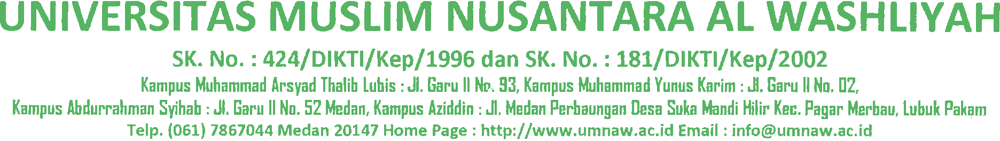 UNIVERSITAS MUSLIM NUSANTARA AL WASHLIYAH
SK. No. : 424/DIKTI/Kep/1996 dan SK. No. : 181/DIKTI/Kep/2002
Kampus Muhammad Arsyad Thalib Lubis : Jl. Garu II No. 93, Kampus Muhammad Yunus Karim : Jl. Garu II No. 02,
Kampus Abdurrahman Syihab : Jl. Garu II No. 52 Medan, Kampus Aziddin : Jl. Medan Perbaungan Desa Suka Mandi Hilir Kec. Pagar Merbau, Lubuk Pakam
Telp. (061) 7867044 Medan 20147 Home Page : http://www.umnaw.ac.id Email : info@umnaw.ac.id